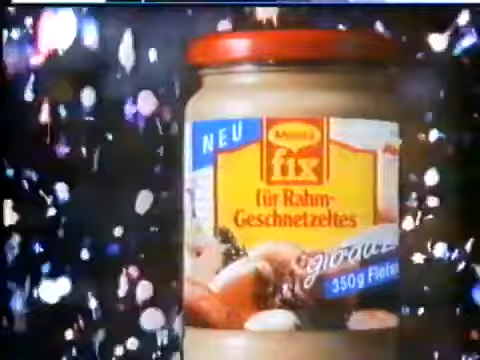 NEU
MAGGI
fix
für Rahm-
Geschnetzeltes
350g Fleisch